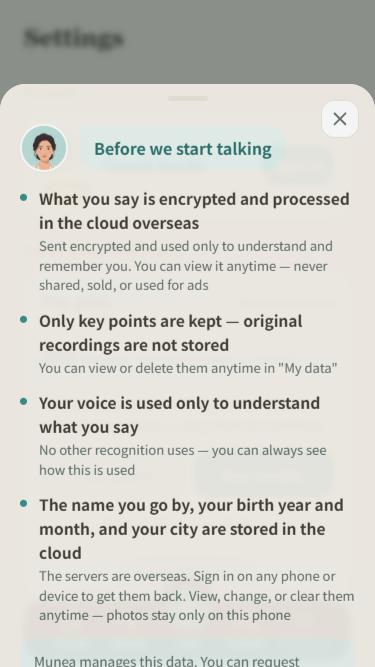 Settings
Before we start talking
What you say is encrypted and processed
in the cloud overseas
Sent encrypted and used only to understand and
remember you. You can view it anytime — never
shared, sold, or used for ads
Only key points are kept — original
recordings are not stored
You can view or delete them anytime in "My data"
Your voice is used only to understand
what you say
No other recognition uses — you can always see
how this is used
The name you go by, your birth year and
month, and your city are stored in the
cloud
The servers are overseas. Sign in on any phone or
device to get them back. View, change, or clear them
anytime — photos stay only on this phone
Munea manages this data. You can request